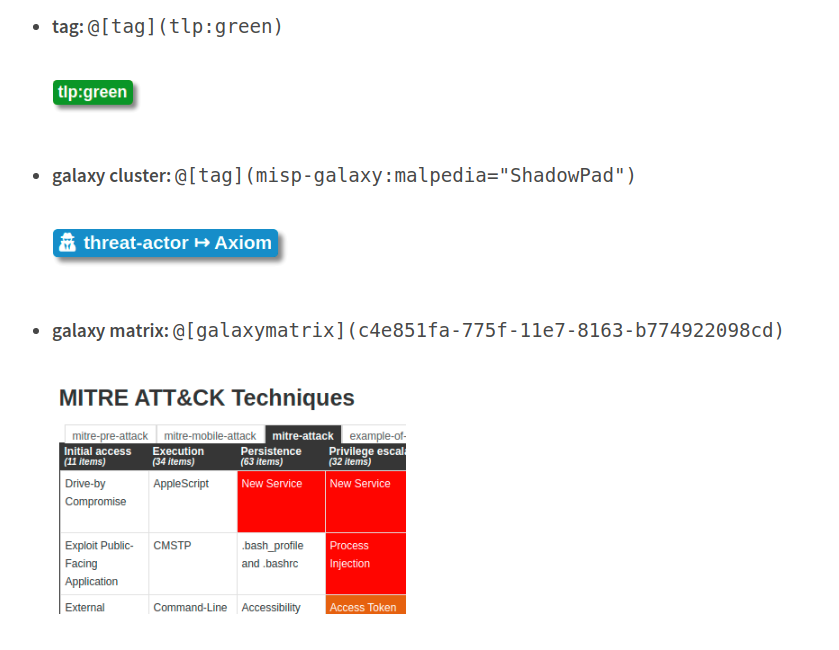 tag: @[tag](tlp:green)
tlp:green
galaxy cluster: @[tag](misp-galaxy:malpedia="ShadowPad")
threat-actor ↦ Axiom
galaxy matrix: @[galaxymatrix](c4e851fa-775f-11e7-8163-b774922098cd)
MITRE ATT&CK Techniques
mitre-pre-attack mitre-mobile-attack mitre-attack example-of-
Initial access Execution Persistence Privilege escala
(11 items) (34 items) (63 items) (32 items)
Drive-by AppleScript New Service New Service
Compromise
Exploit Public- CMSTP .bash_profile Process
Facing and .bashrc Injection
Application
External Command-Line Accessibility Access Token